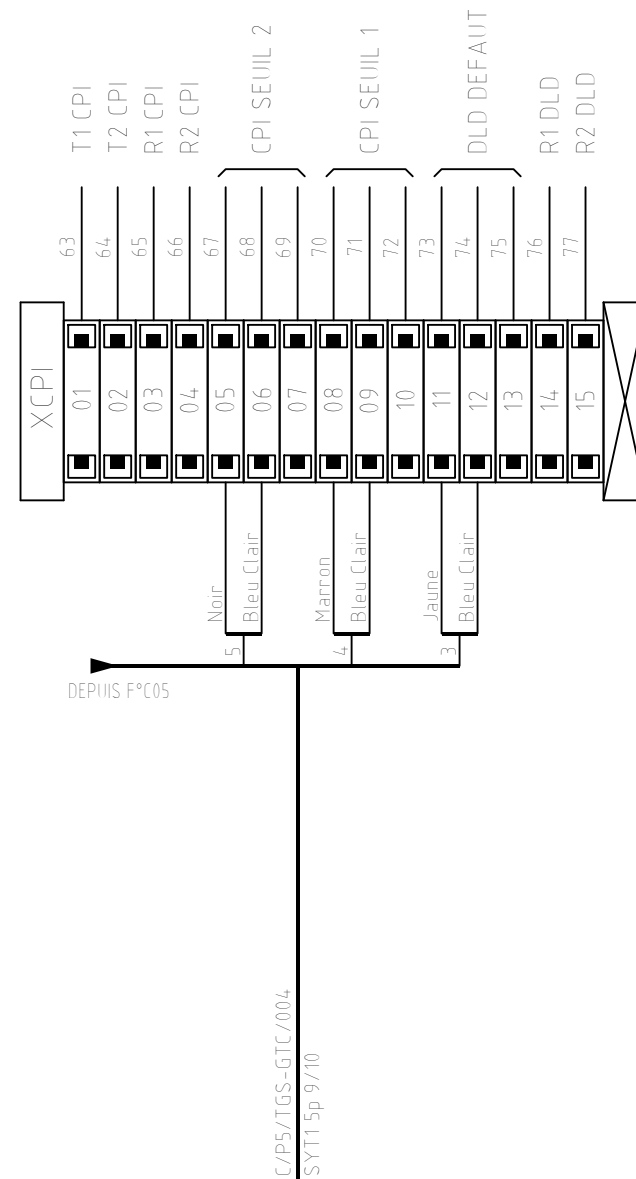 T1 CPI
T2 CPI
R1 CPI
R2 CPI
CPI SEUIL 2
CPI SEUIL 1
DLD DEFAUT
R1 DLD
R2 DLD
63
64
65
66
67
68
69
70
71
72
73
74
75
76
77
XCPI
01
02
03
04
05
06
07
08
09
10
11
12
13
14
15
Noir
Bleu Clair
Marron
Bleu Clair
Jaune
Bleu Clair
5
4
3
DEPUIS F°C05
C/P5/TGS-GTC/004
SYT1 5p 9/10